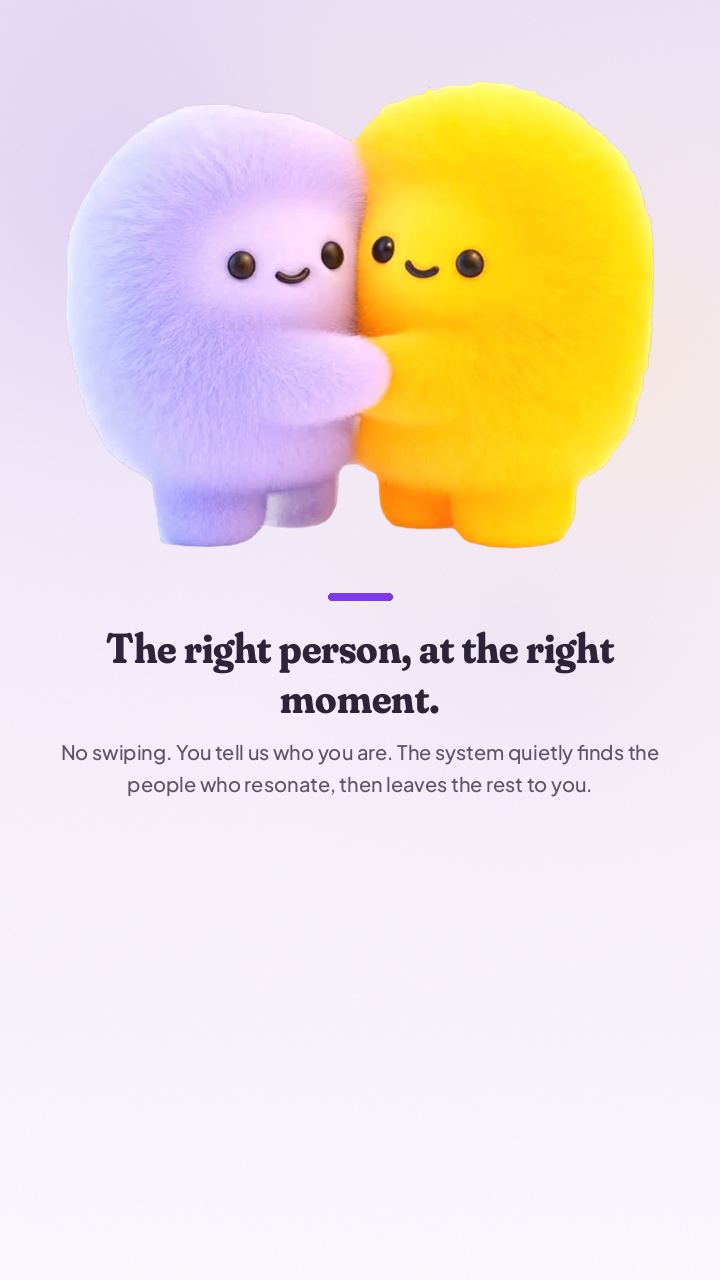 The right person, at the right
moment.
No swiping. You tell us who you are. The system quietly finds the
people who resonate, then leaves the rest to you.